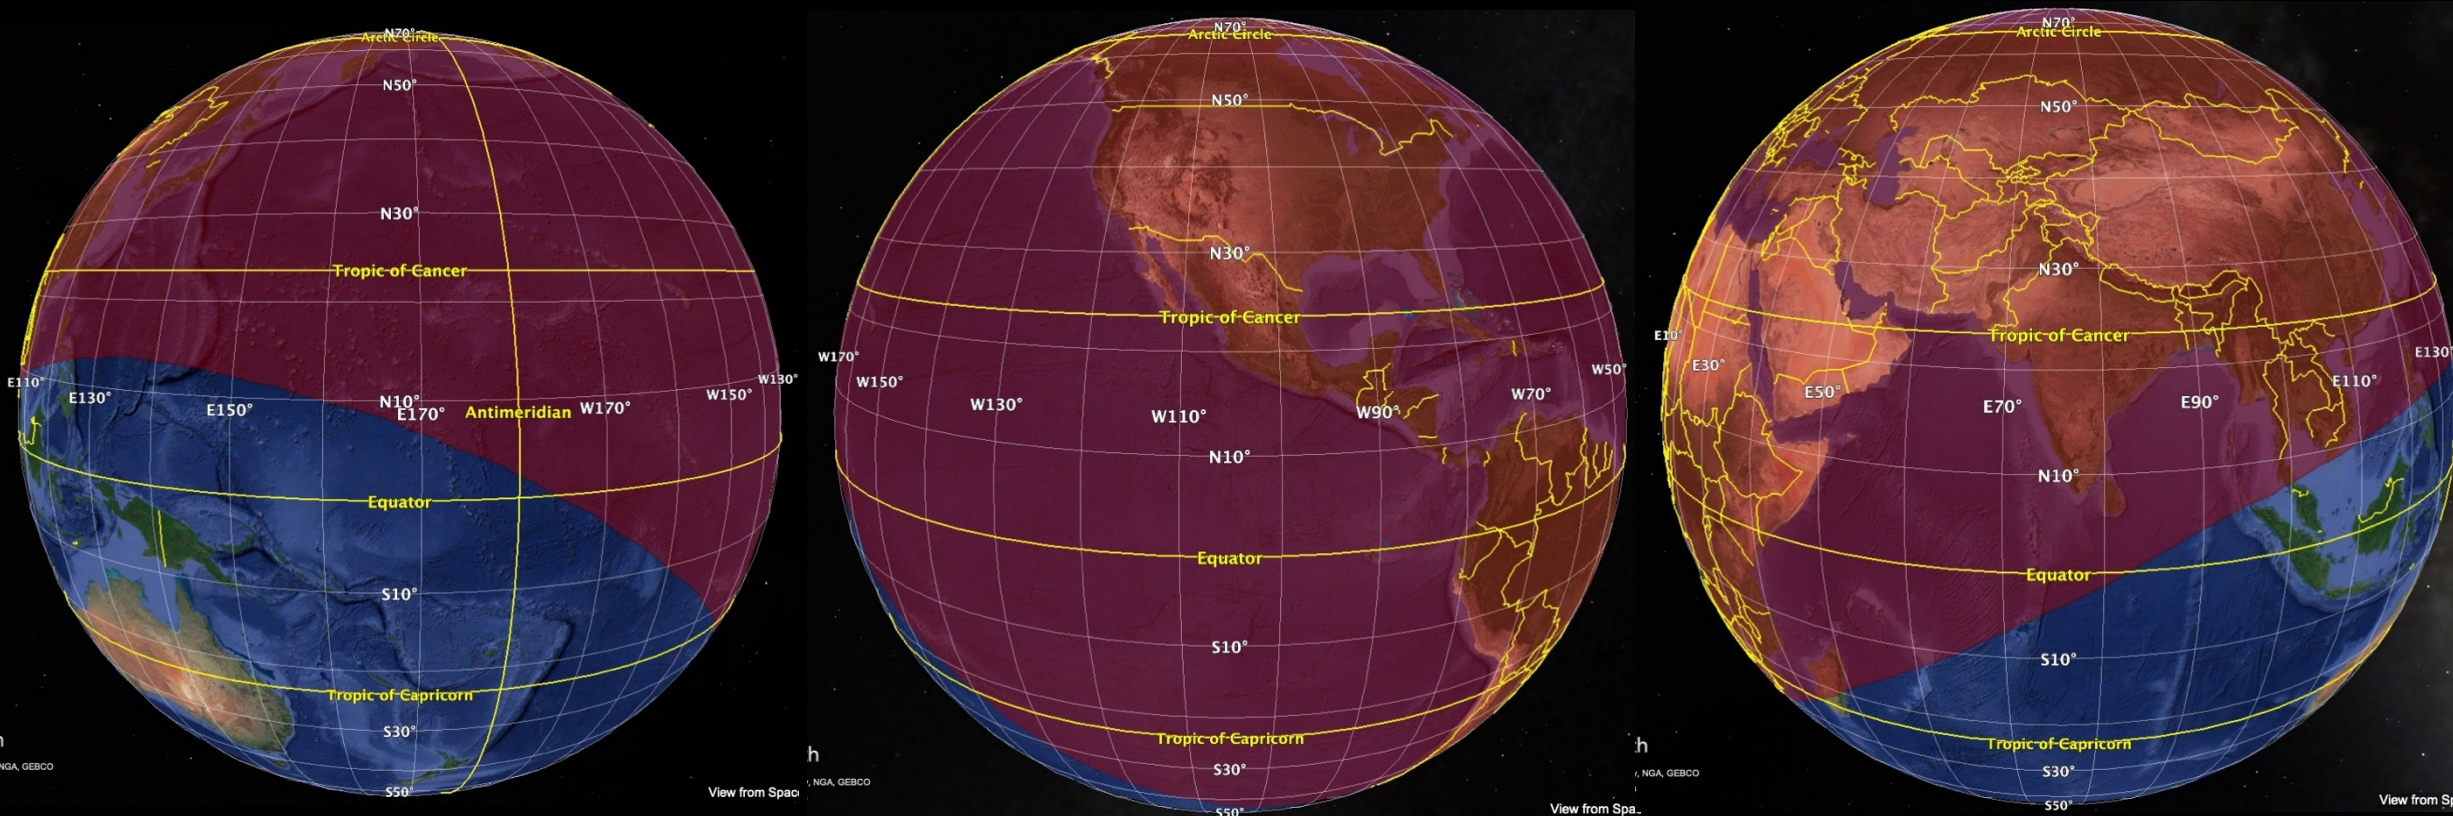 N70°
Arctic Circle
N50°
N30°
Tropic of Cancer
E110°
E130°
E150°
N10°
E170°
Antimeridian
W170°
W150°
W130°
Equator
S10°
Tropic of Capricorn
S30°
S50°
h
NGA, GEBCO
View from Spac
N70°
Arctic Circle
N50°
N30°
Tropic of Cancer
W170°
W150°
W130°
W110°
W90°
W70°
W50°
N10°
Equator
S10°
Tropic of Capricorn
S30°
S50°
h
, NGA, GEBCO
View from Spa
N70°
Arctic Circle
N50°
N30°
Tropic of Cancer
E10°
E30°
E50°
E70°
E90°
E110°
E130°
N10°
Equator
S10°
Tropic of Capricorn
S30°
S50°
th
, NGA, GEBCO
View from Sp